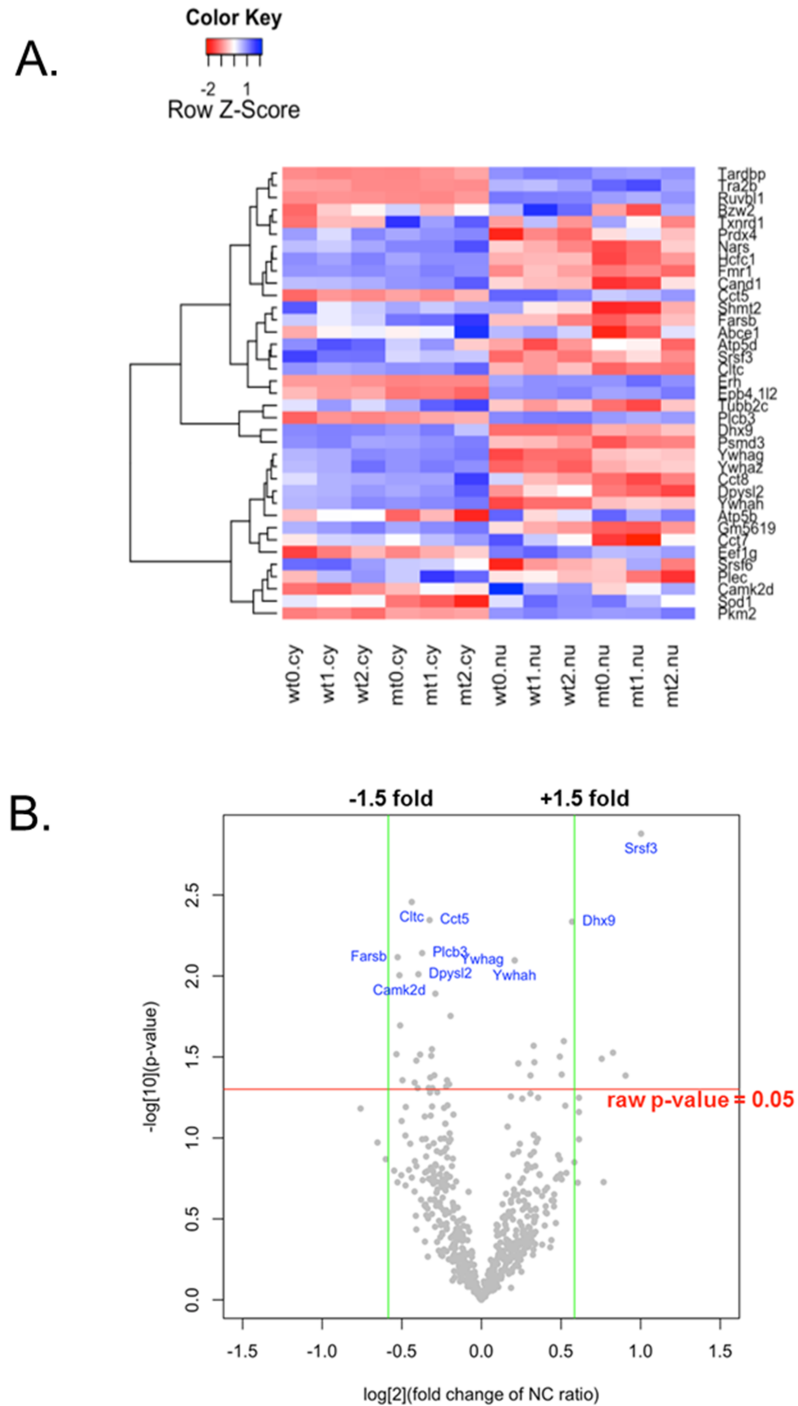 Color Key
A.
-2 1
Row Z-Score
Tardbp
Tra2b
Ruvbl1
Bzw2
Txnrd1
Prdx4
Nars
Hcfc1
Fmr1
Cand1
Cct5
Shmt2
Farsb
Abce1
Atp5d
Srsf3
Cltc
Erh
Epb4.1l2
Tubb2c
Plcb3
Dhx9
Psmd3
Ywhag
Ywhaz
Cct8
Dpysl2
Ywhah
Atp5b
Gm5619
Cct7
Eef1g
Srsf6
Plec
Camk2d
Sod1
Pkm2
wt0.cy
wt1.cy
wt2.cy
mt0.cy
mt1.cy
mt2.cy
wt0.nu
wt1.nu
wt2.nu
mt0.nu
mt1.nu
mt2.nu
B.
-1.5 fold +1.5 fold
Srsf3
Cltc Cct5 Dhx9
Farsb Plcb3 Ywhag
Dpysl2 Ywhah
Camk2d
raw p-value = 0.05
-log[10](p-value)
2.5
2.0
1.5
1.0
0.5
0.0
-1.5 -1.0 -0.5 0.0 0.5 1.0 1.5
log[2](fold change of NC ratio)